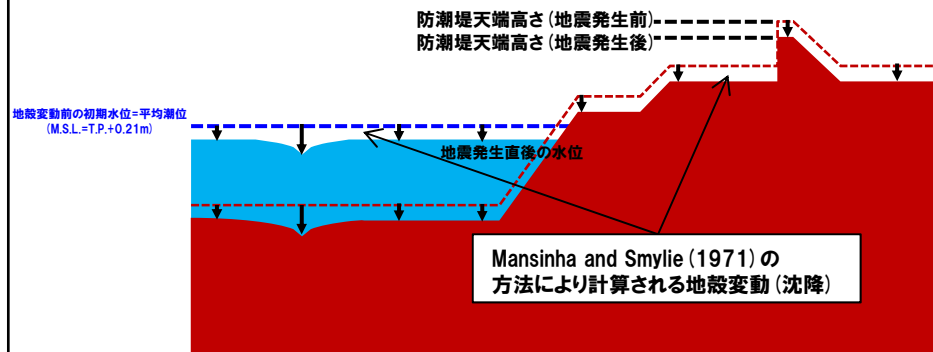 防潮堤天端高さ(地震発生前)
防潮堤天端高さ(地震発生後)
地殻変動前の初期水位=平均潮位
(M.S.L.=T.P.+0.21m)
地震発生直後の水位
Mansinha and Smylie(1971)の
方法により計算される地殻変動(沈降)